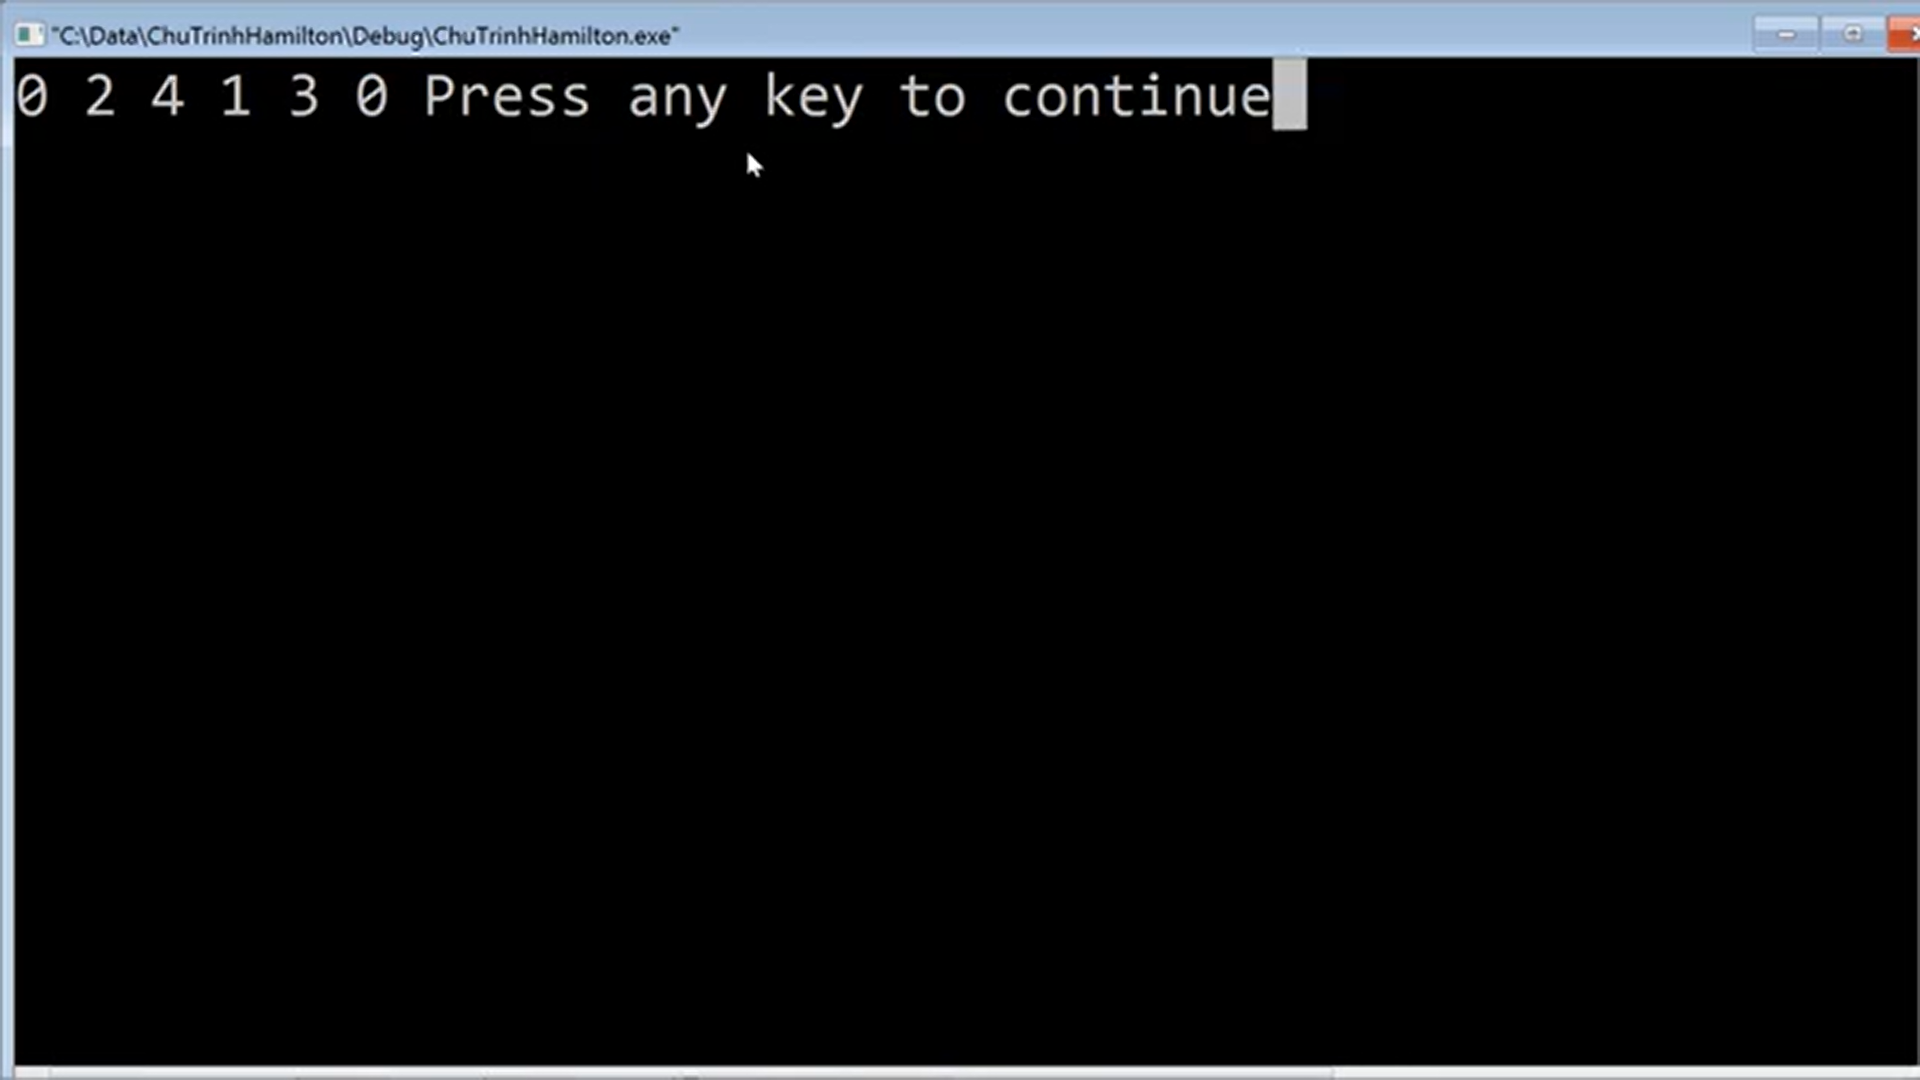 "C:\Data\ChuTrinhHamilton\Debug\ChuTrinhHamilton.exe"
0 2 4 1 3 0 Press any key to continue